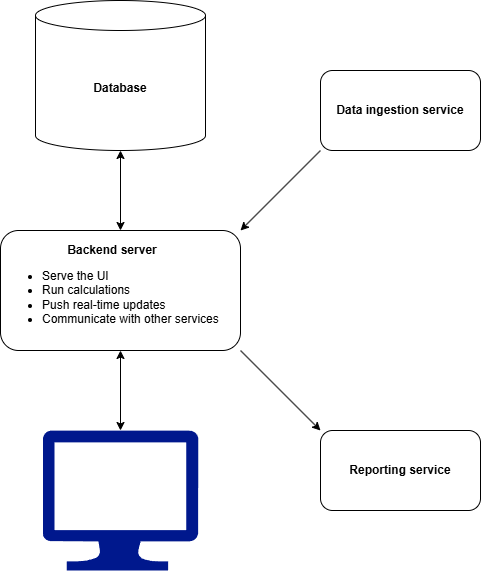 Database
Data ingestion service
Backend server
Serve the UI
Run calculations
Push real-time updates
Communicate with other services
Reporting service